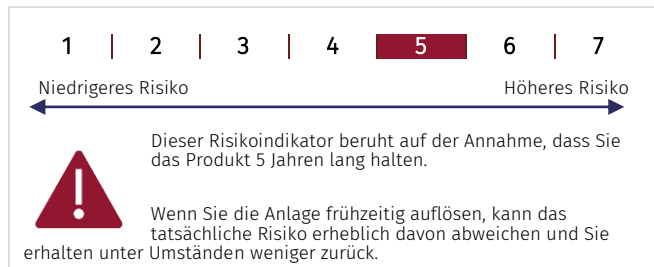 1 | 2 | 3 | 4 | 5 | 6 | 7
Niedrigeres Risiko Höheres Risiko
Dieser Risikoindikator beruht auf der Annahme, dass Sie
das Produkt 5 Jahren lang halten.
Wenn Sie die Anlage frühzeitig auflösen, kann das
tatsächliche Risiko erheblich davon abweichen und Sie
erhalten unter Umständen weniger zurück.